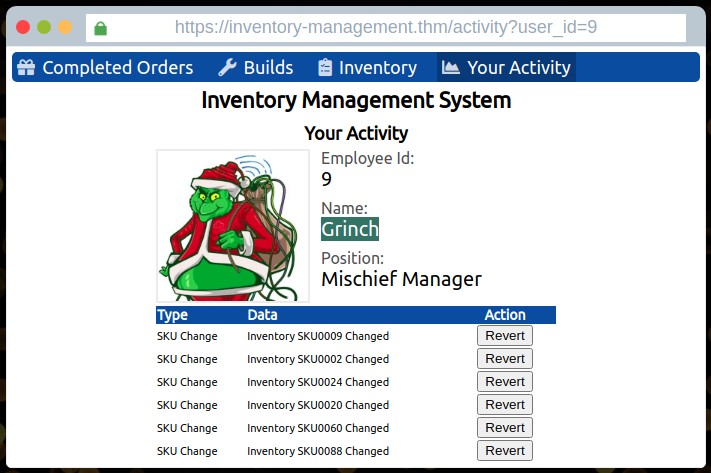 https://inventory-management.thm/activity?user_id=9
Completed Orders Builds Inventory Your Activity
Inventory Management System
Your Activity
Employee Id:
9
Name:
Grinch
Position:
Mischief Manager
Type Data Action
SKU Change Inventory SKU0009 Changed Revert
SKU Change Inventory SKU0002 Changed Revert
SKU Change Inventory SKU0024 Changed Revert
SKU Change Inventory SKU0020 Changed Revert
SKU Change Inventory SKU0060 Changed Revert
SKU Change Inventory SKU0088 Changed Revert